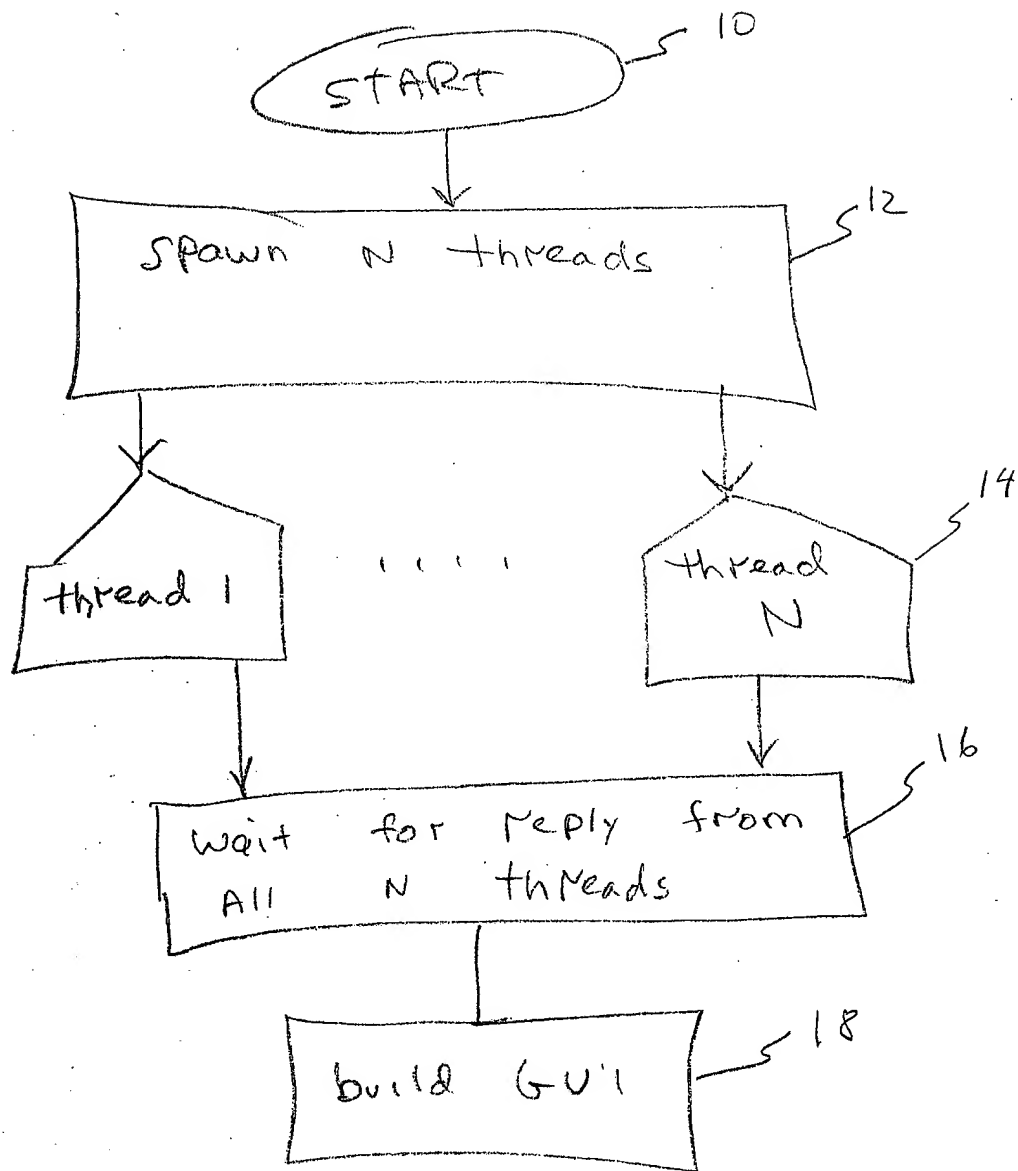 START
10
spawn N threads
12
thread 1
. . . .
thread
N
14
wait for reply from
All N threads
16
build GUI
18